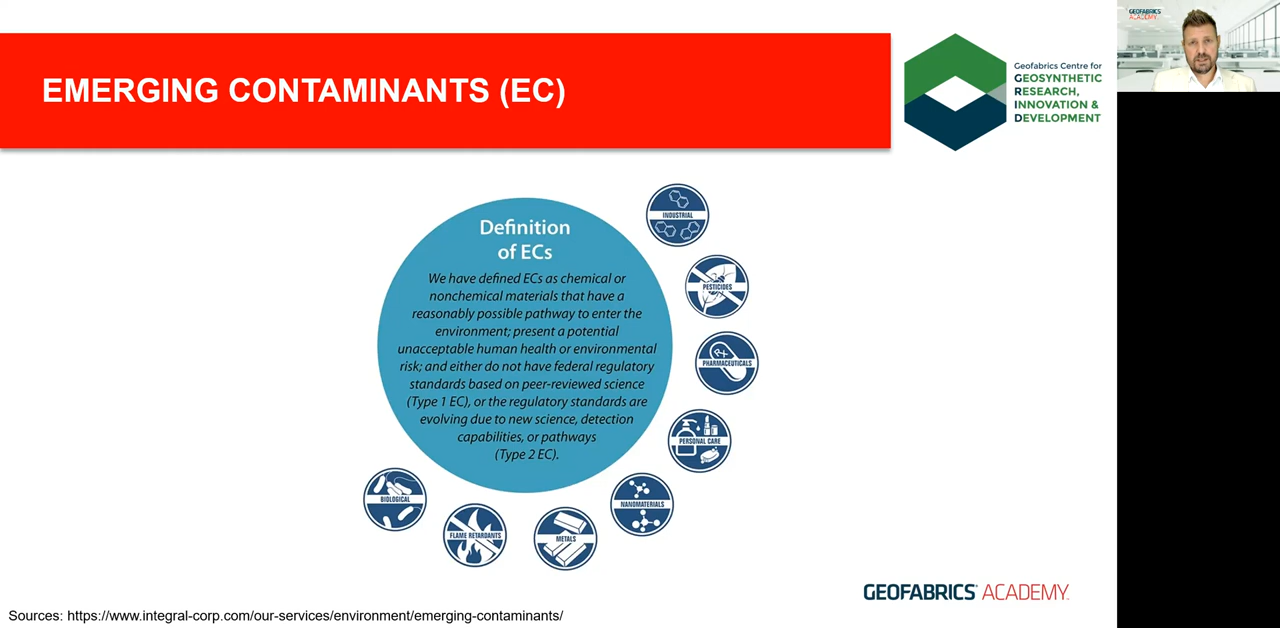 EMERGING CONTAMINANTS (EC)
Geofabrics Centre for
GEOSYNTHETIC
RESEARCH,
INNOVATION &
DEVELOPMENT
GEOFABRICS
ACADEMY
Definition
of ECs
We have defined ECs as chemical or
nonchemical materials that have a
reasonably possible pathway to enter the
environment; present a potential
unacceptable human health or environmental
risk; and either do not have federal regulatory
standards based on peer-reviewed science
(Type 1 EC), or the regulatory standards are
evolving due to new science, detection
capabilities, or pathways
(Type 2 EC).
INDUSTRIAL
PESTICIDES
Rx
PHARMACEUTICALS
PERSONAL CARE
NANOMATERIALS
METALS
FLAME RETARDANTS
BIOLOGICAL
GEOFABRICS ACADEMY
Sources: https://www.integral-corp.com/our-services/environment/emerging-contaminants/